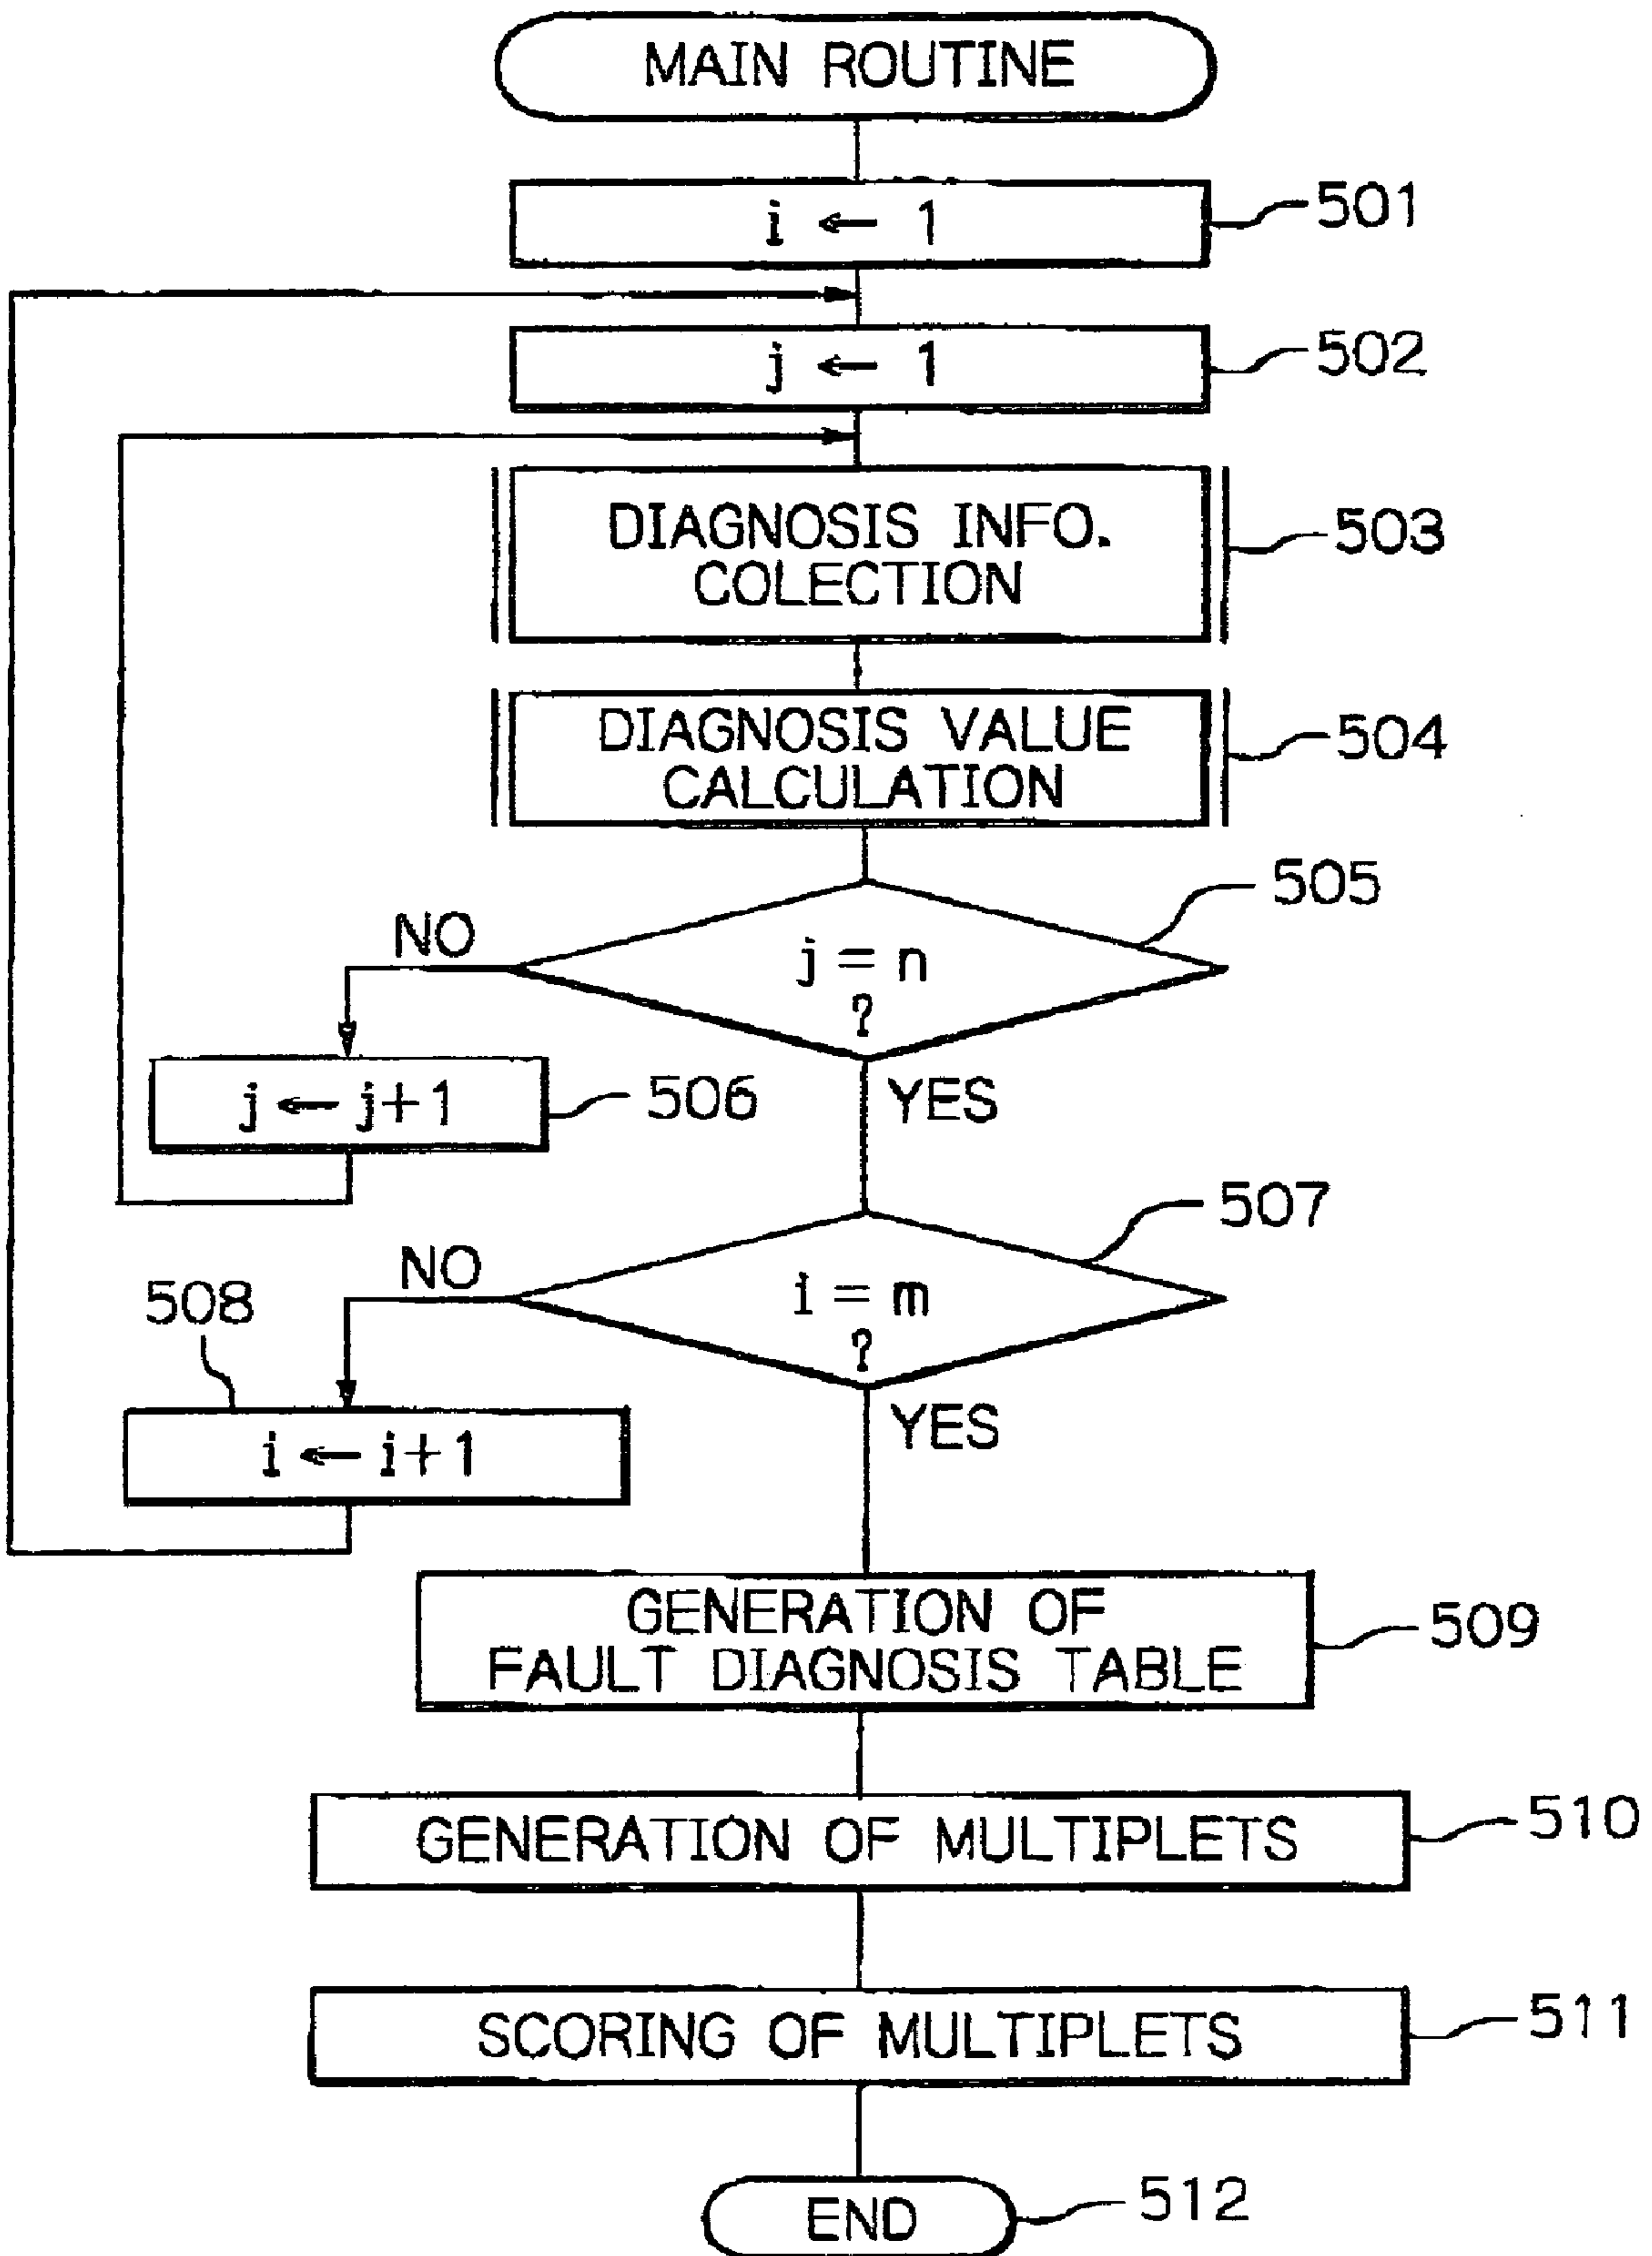 MAIN ROUTINE
i ← 1
501
j ← 1
502
DIAGNOSIS INFO.
COLECTION
503
DIAGNOSIS VALUE
CALCULATION
504
505
NO
j = n
?
j ← j+1
506
YES
507
NO
i = m
?
508
YES
i ← i+1
GENERATION OF
FAULT DIAGNOSIS TABLE
509
GENERATION OF MULTIPLETS
510
SCORING OF MULTIPLETS
511
END
512